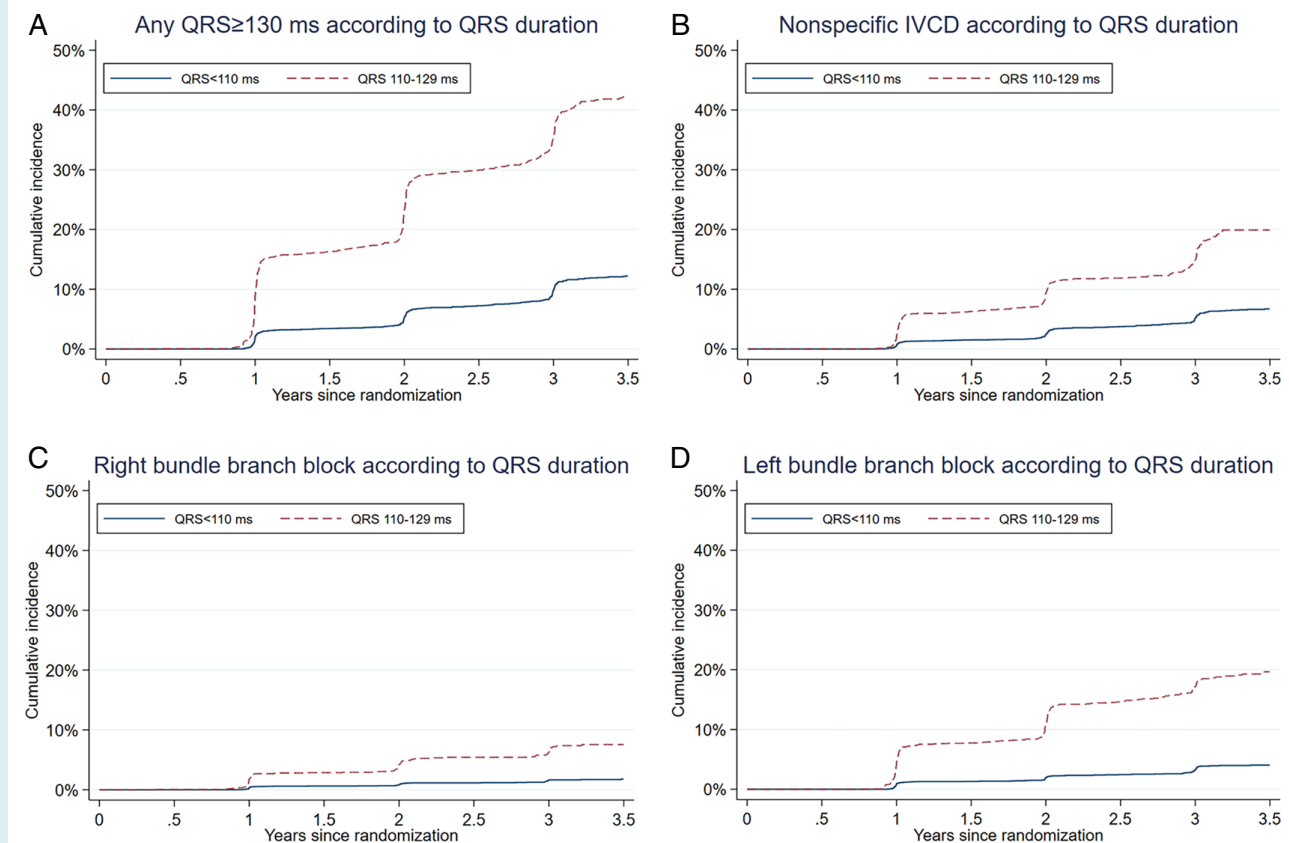 A
Any QRS≥130 ms according to QRS duration
50%
40%
30%
20%
10%
0%
Cumulative incidence
QRS<110 ms
QRS 110-129 ms
0 .5 1 1.5 2 2.5 3 3.5
Years since randomization
B
Nonspecific IVCD according to QRS duration
50%
40%
30%
20%
10%
0%
Cumulative incidence
QRS<110 ms
QRS 110-129 ms
0 .5 1 1.5 2 2.5 3 3.5
Years since randomization
C
Right bundle branch block according to QRS duration
50%
40%
30%
20%
10%
0%
Cumulative incidence
QRS<110 ms
QRS 110-129 ms
0 .5 1 1.5 2 2.5 3 3.5
Years since randomization
D
Left bundle branch block according to QRS duration
50%
40%
30%
20%
10%
0%
Cumulative incidence
QRS<110 ms
QRS 110-129 ms
0 .5 1 1.5 2 2.5 3 3.5
Years since randomization